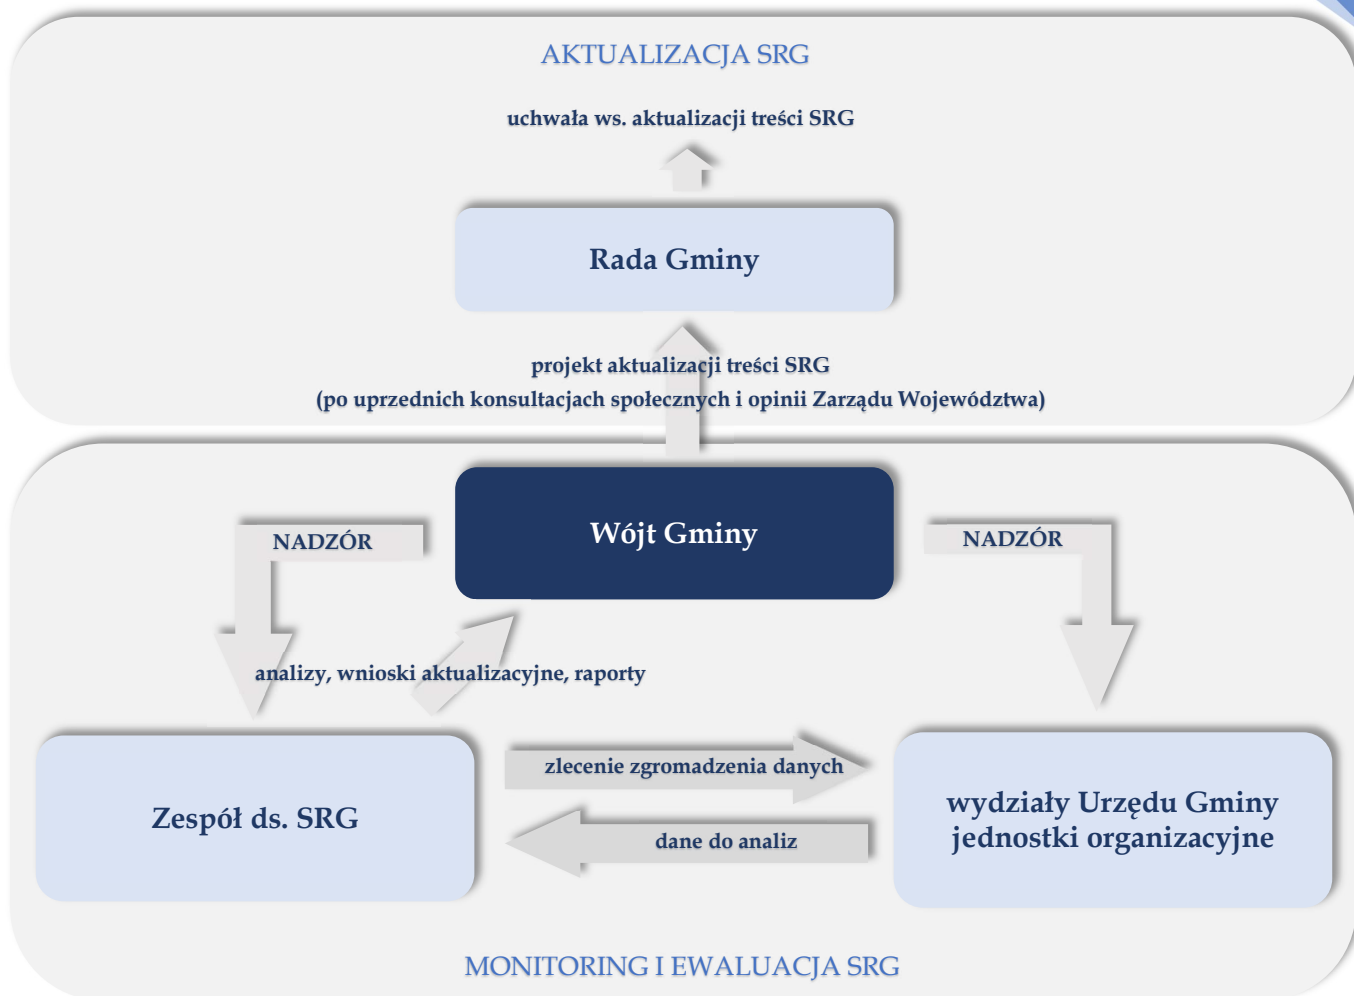 AKTUALIZACJA SRG
uchwała ws. aktualizacji treści SRG
Rada Gminy
projekt aktualizacji treści SRG
(po uprzednich konsultacjach społecznych i opinii Zarządu Województwa)
Wójt Gminy
NADZÓR
NADZÓR
analizy, wnioski aktualizacyjne, raporty
zlecenie zgromadzenia danych
Zespół ds. SRG
wydziały Urzędu Gminy
jednostki organizacyjne
dane do analiz
MONITORING I EWALUACJA SRG